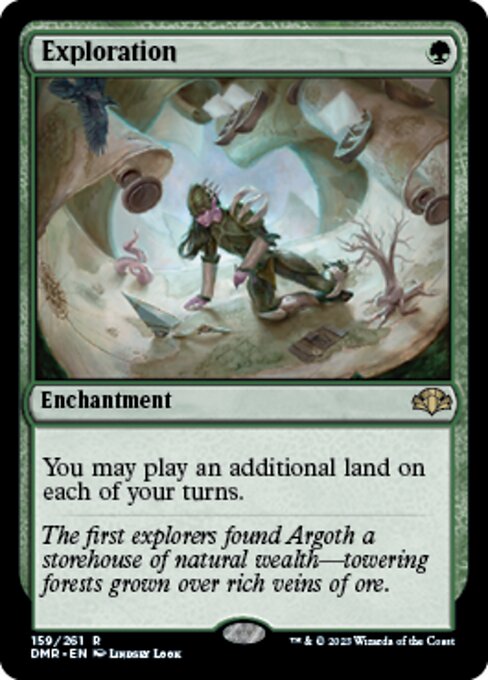 Exploration
Enchantment
You may play an additional land on
each of your turns.
The first explorers found Argoth a
storehouse of natural wealth—towering
forests grown over rich veins of ore.
159/261 R
DMR • EN Lindsey Look
™ & © 2023 Wizards of the Coast